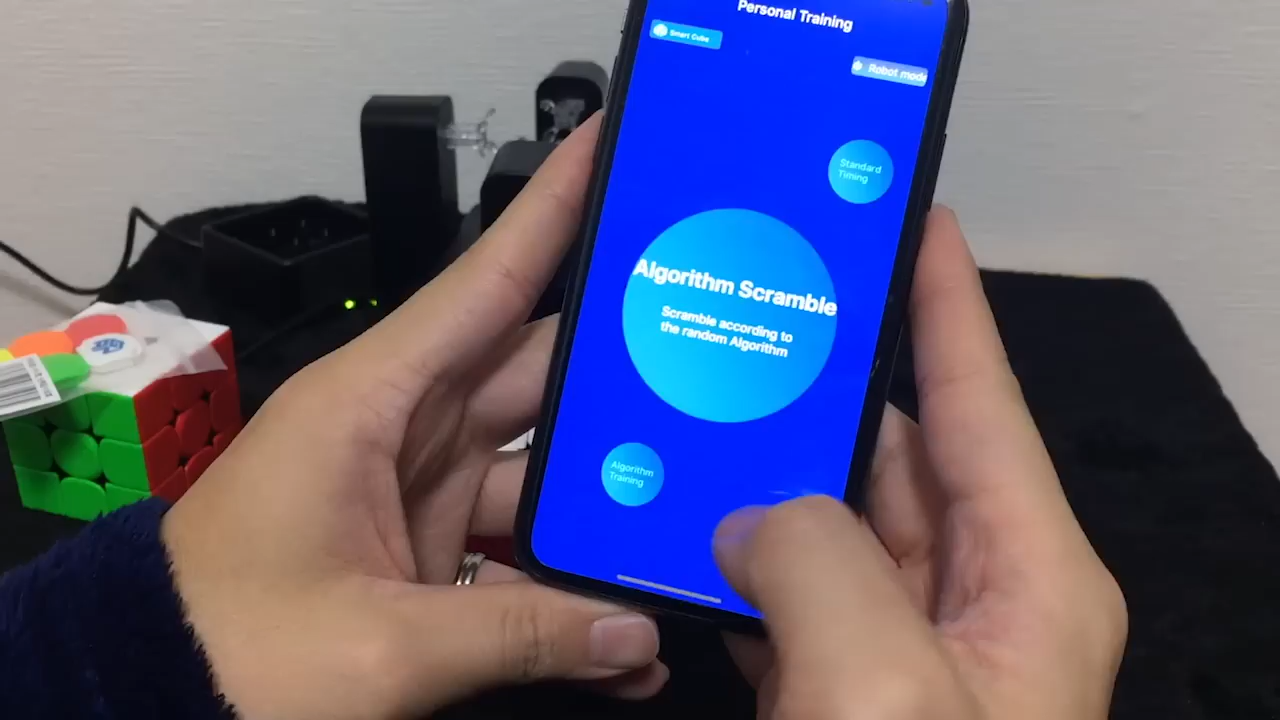 Personal Training
Smart Cube
Robot mode
Standard
Timing
Algorithm Scramble
Scramble according to
the random Algorithm
Algorithm
Training